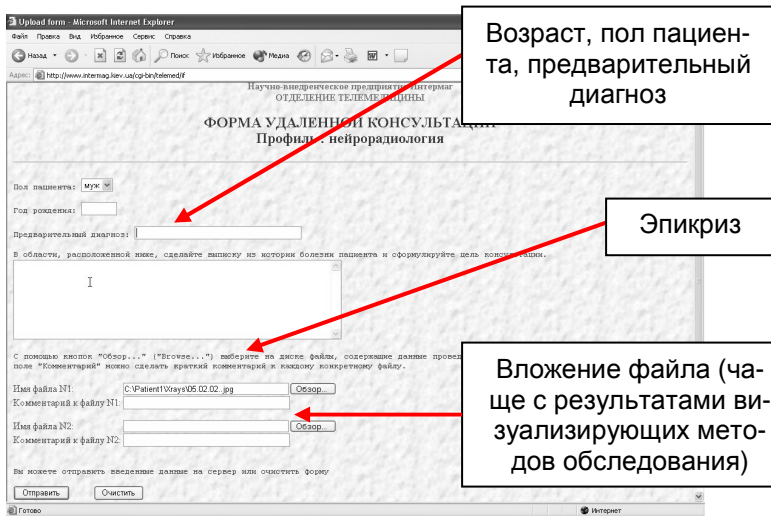 Upload form - Microsoft Internet Explorer
Файл Правка Вид Избранное Сервис Справка
Назад Поиск Избранное Медиа
Адрес: http://www.intermag.kiev.ua/cgi-bin/telemed/if
Возраст, пол пациен-
та, предварительный
диагноз
Научно-внедренческое предприятие Интермаг
ОТДЕЛЕНИЕ ТЕЛЕМЕДИЦИНЫ
ФОРМА УДАЛЕННОЙ КОНСУЛЬТАЦИИ
Профиль: нейрорадиология
Пол пациента: муж
Год рождения:
Предварительный диагноз:
Эпикриз
В области, расположенной ниже, сделайте выписку из истории болезни пациента и сформулируйте цель консультации.
С помощью кнопок "Обзор..." ("Browse...") выберите на диске файлы, содержащие данные
поле "Комментарий" можно сделать краткий комментарий к каждому конкретному файлу.
Вложение файла (ча-
ще с результатами ви-
зуализирующих мето-
дов обследования)
Имя файла N1: C:\Patient1\Xrays\05.02.02..jpg Обзор...
Комментарий к файлу N1:
Имя файла N2: Обзор...
Комментарий к файлу N2:
Вы можете отправить введенные данные на сервер или очистить форму
Отправить Очистить
Готово Интернет